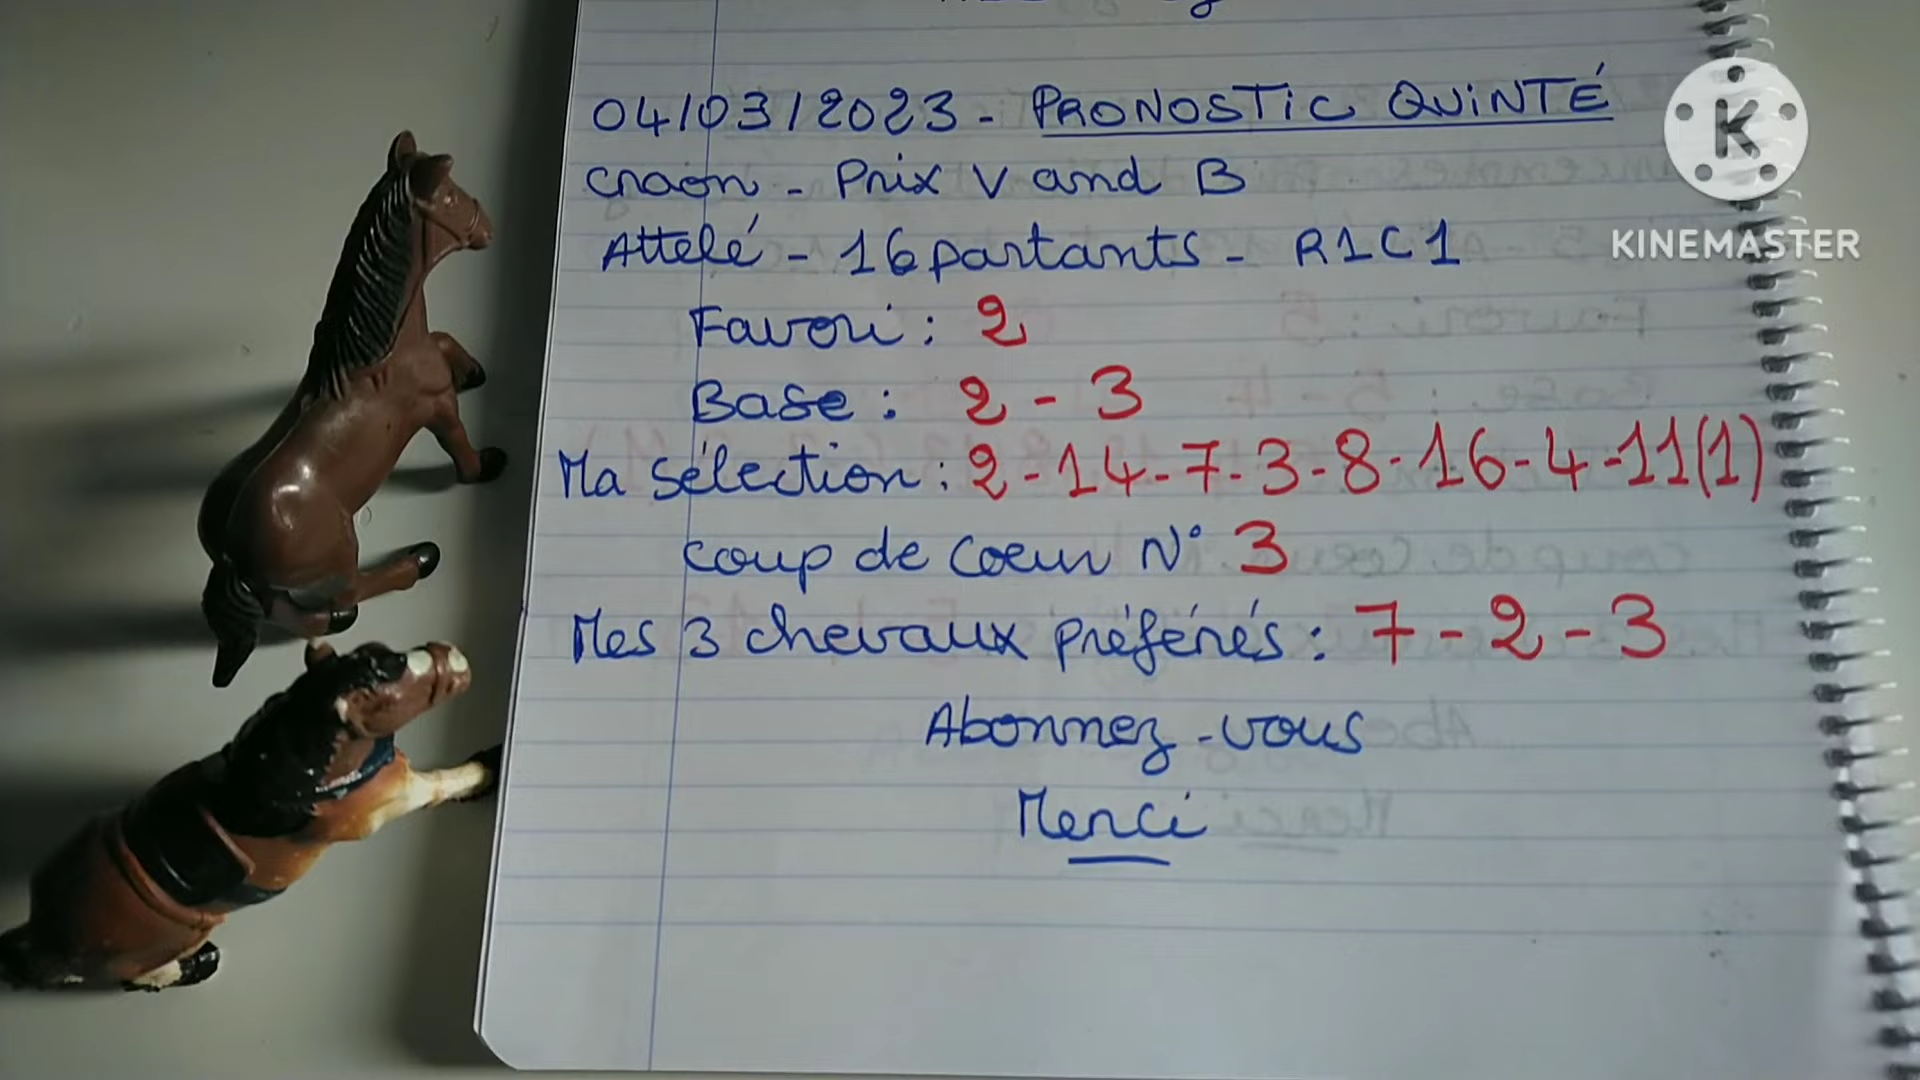 04/03/2023 - PRONOSTIC QUINTÉ
Craon - Prix V and B
Attelé - 16 partants - R1C1
Favori : 2
Base : 2 - 3
Ma sélection : 2 - 14 - 7 - 3 - 8 - 16 - 4 - 11 (1)
coup de coeur N° 3
Mes 3 chevaux préférés : 7 - 2 - 3
Abonnez-vous
Merci
K
KINEMASTER